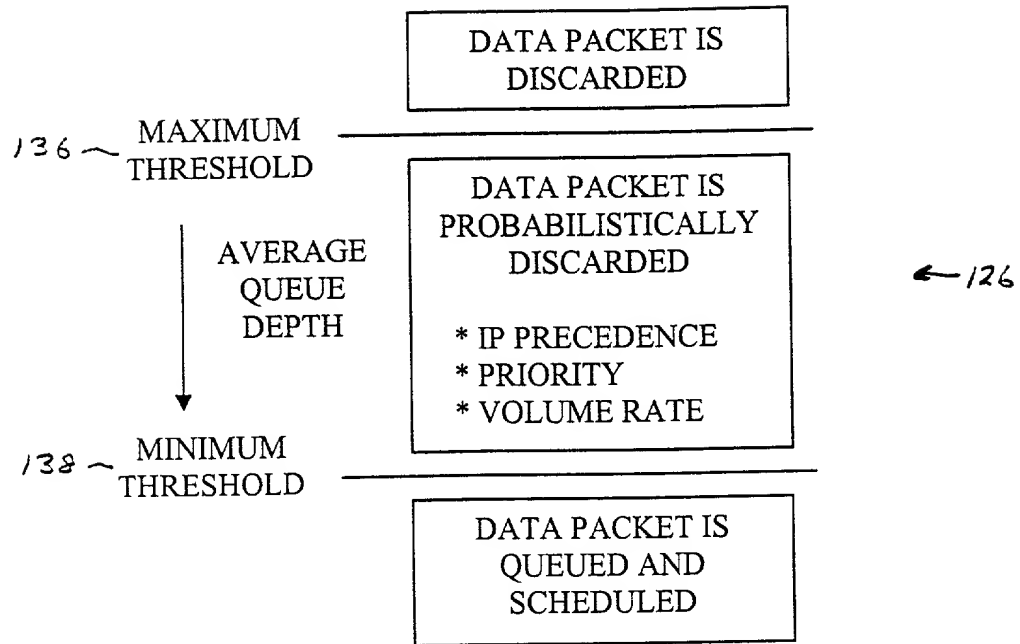 DATA PACKET IS
DISCARDED
136
MAXIMUM
THRESHOLD
DATA PACKET IS
PROBABILISTICALLY
DISCARDED
* IP PRECEDENCE
* PRIORITY
* VOLUME RATE
AVERAGE
QUEUE
DEPTH
126
138
MINIMUM
THRESHOLD
DATA PACKET IS
QUEUED AND
SCHEDULED